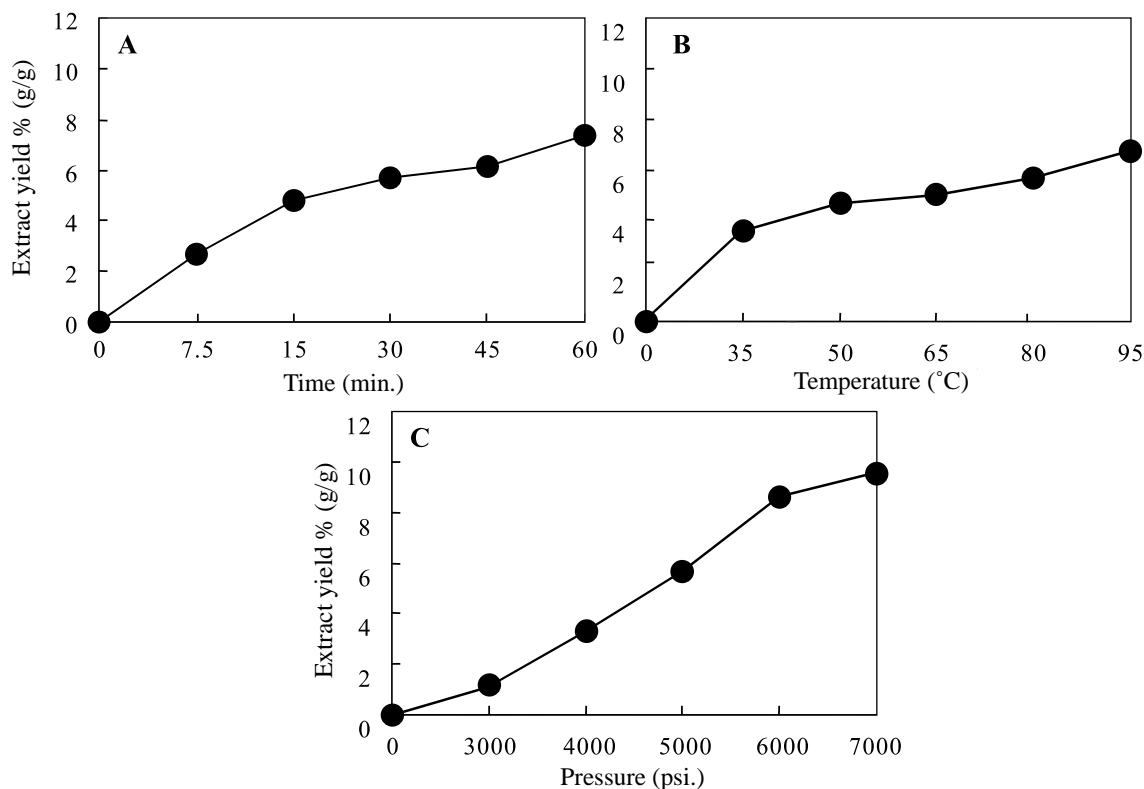 A
Extract yield % (g/g)
12
10
8
6
4
2
0
0 7.5 15 30 45 60
Time (min.)
B
12
10
8
6
4
2
0
0 35 50 65 80 95
Temperature (˚C)
C
Extract yield % (g/g)
12
10
8
6
4
2
0
0 3000 4000 5000 6000 7000
Pressure (psi.)